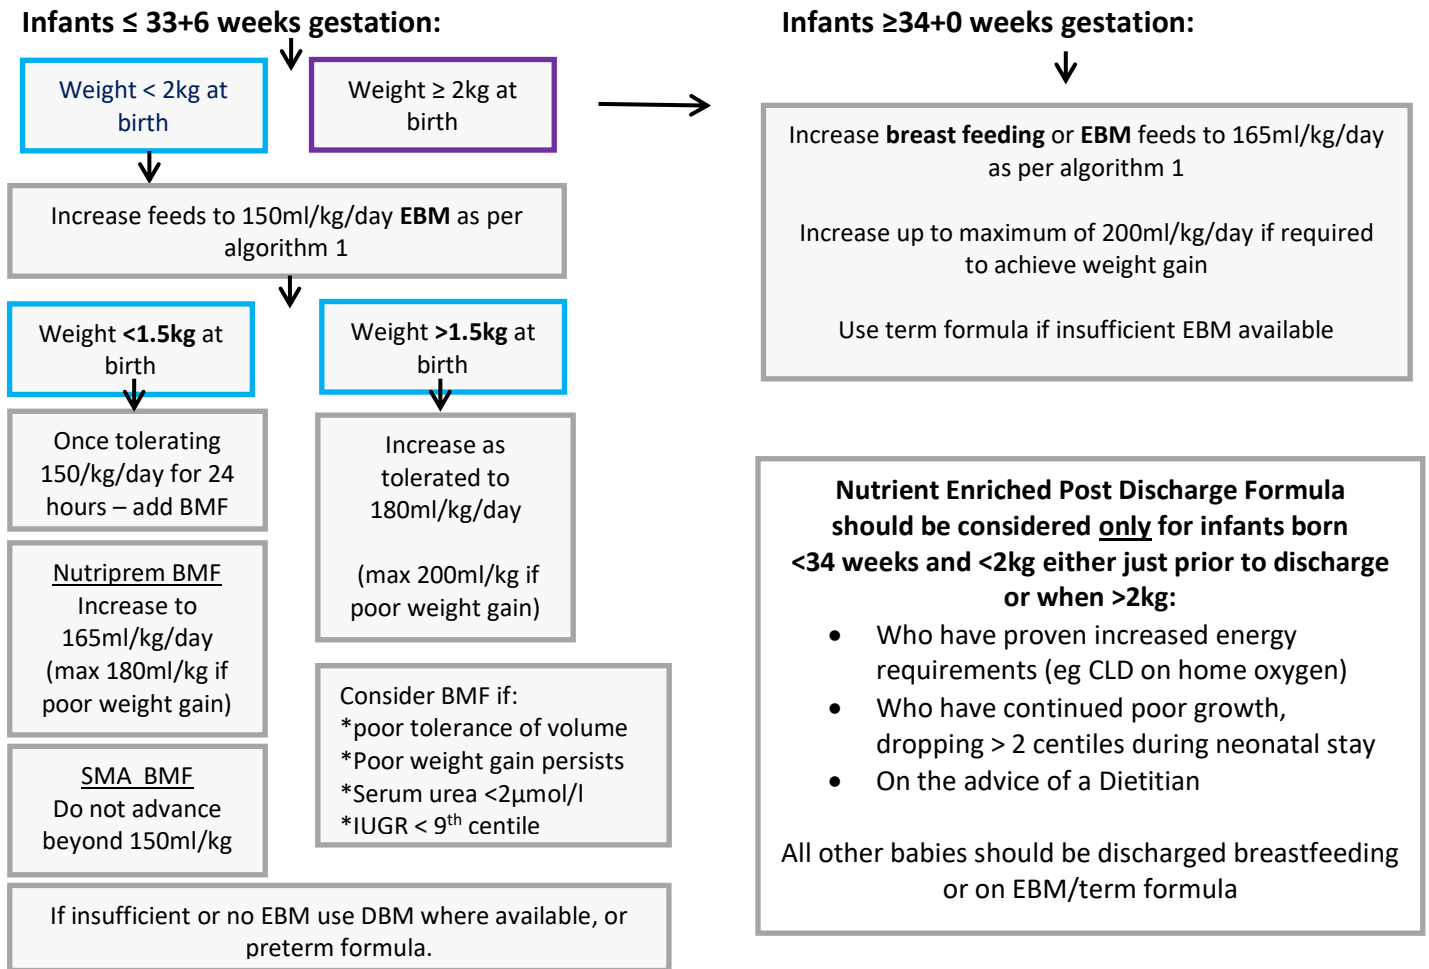 Infants ≤ 33+6 weeks gestation:
Weight < 2kg at
birth
Weight ≥ 2kg at
birth
Increase feeds to 150ml/kg/day EBM as per
algorithm 1
Weight <1.5kg at
birth
Weight >1.5kg at
birth
Once tolerating
150/kg/day for 24
hours – add BMF
Nutriprem BMF
Increase to
165ml/kg/day
(max 180ml/kg if
poor weight gain)
SMA BMF
Do not advance
beyond 150ml/kg
Increase as
tolerated to
180ml/kg/day
(max 200ml/kg if
poor weight gain)
Consider BMF if:
*poor tolerance of volume
*Poor weight gain persists
*Serum urea <2µmol/l
*IUGR < 9th centile
If insufficient or no EBM use DBM where available, or
preterm formula.
Infants ≥34+0 weeks gestation:
Increase breast feeding or EBM feeds to 165ml/kg/day
as per algorithm 1
Increase up to maximum of 200ml/kg/day if required
to achieve weight gain
Use term formula if insufficient EBM available
Nutrient Enriched Post Discharge Formula
should be considered only for infants born
<34 weeks and <2kg either just prior to discharge
or when >2kg:
• Who have proven increased energy
requirements (eg CLD on home oxygen)
• Who have continued poor growth,
dropping > 2 centiles during neonatal stay
• On the advice of a Dietitian
All other babies should be discharged breastfeeding
or on EBM/term formula